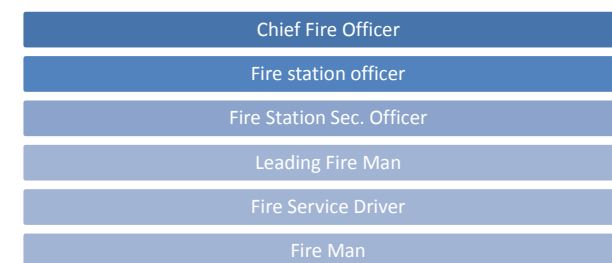 Chief Fire Officer
Fire station officer
Fire Station Sec. Officer
Leading Fire Man
Fire Service Driver
Fire Man